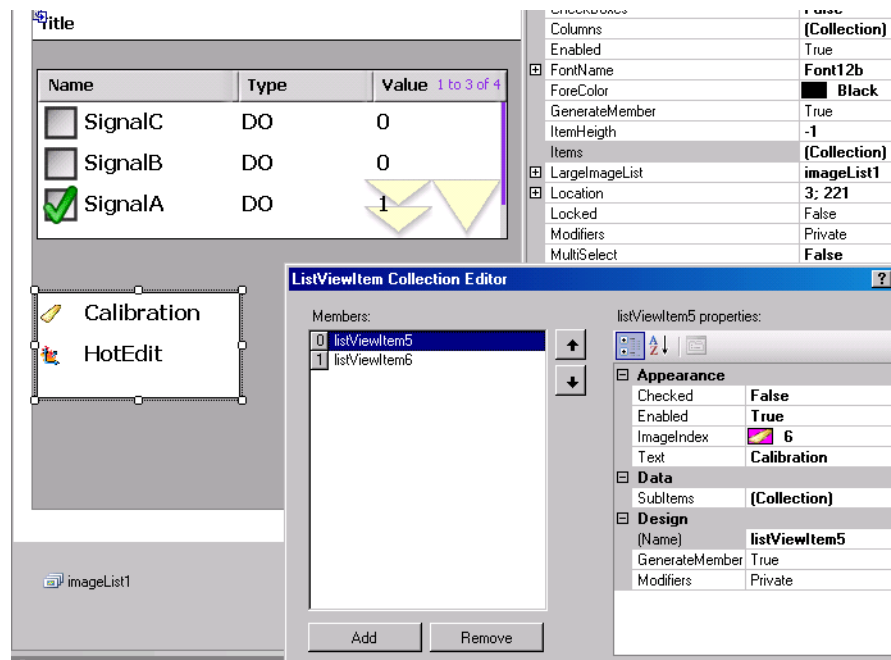 Title
Name Type Value 1 to 3 of 4
SignalC DO 0
SignalB DO 0
SignalA DO 1
Calibration
HotEdit
imageList1
CheckBoxes False
Columns (Collection)
Enabled True
FontName Font12b
ForeColor Black
GenerateMember True
ItemHeigth -1
Items (Collection)
LargeImageList imageList1
Location 3; 221
Locked False
Modifiers Private
MultiSelect False
ListViewItem Collection Editor ?
Members:
0 listViewItem5
1 listViewItem6
Add Remove
listViewItem5 properties:
Appearance
Checked False
Enabled True
ImageIndex 6
Text Calibration
Data
SubItems (Collection)
Design
(Name) listViewItem5
GenerateMember True
Modifiers Private